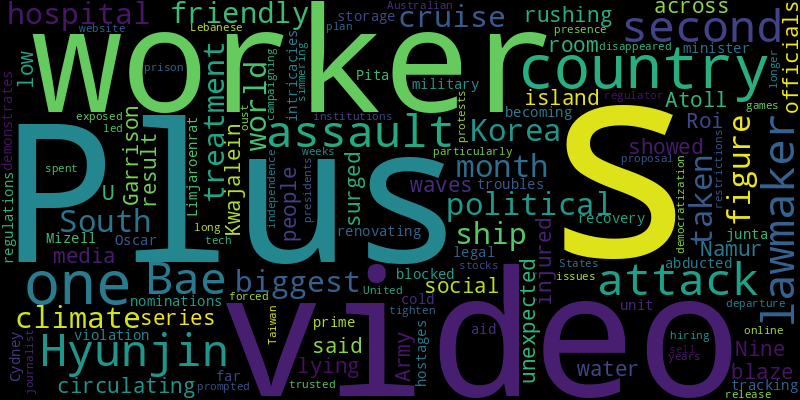 hospital
friendly
cruise
storage
Australian
rushing
across
officials
website
Lebanese
plan
presence
second
worker
room
disappeared
minister
low
prison
Pita
military
country
longer
demonstrates
treatment
world
campaigning
intricacies
simmering
island
regulator
Atoll
games
exposed
led
Garrison
result
oust
institutions
protests
becoming
Roi
Plus
assault
Korea
S
showed
figure
lawmaker
Limjaroenrat
Kwajalein
weeks
particularly
month
people
independence
presidents
surged
waves
troubles
proposal
restrictions
taken
spent
U
South
long
political
recovery
democratization
regulations
Mizell
Oscar
tech
renovating
ship
legal
junta
media
stocks
injured
Namur
one
Bae
biggest
blocked
social
unexpected
United
cold
States
issues
abducted
attack
nominations
forced
tighten
unit
departure
climate
series
Taiwan
prime
video
online
violation
said
Army
hostages
aid
hiring
Nine
Cydney
journalist
Hyunjin
lying
water
sell
years
blaze
circulating
far
prompted
trusted
tracking
release